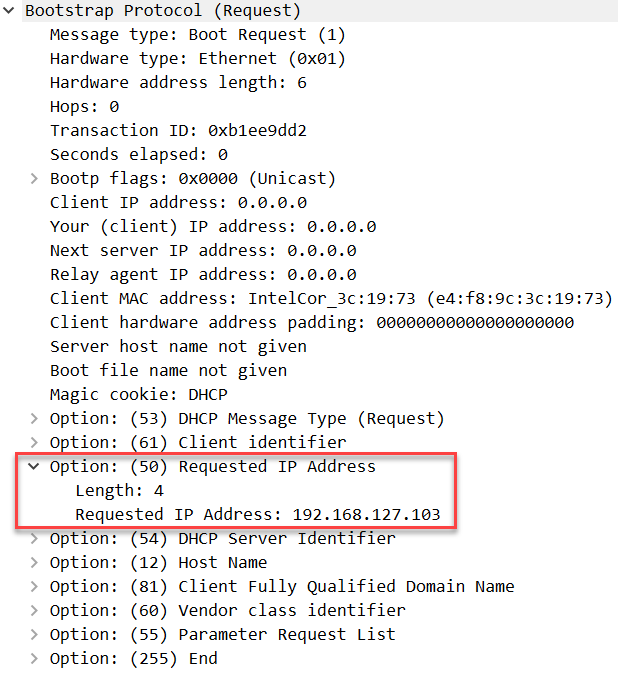 Bootstrap Protocol (Request)
Message type: Boot Request (1)
Hardware type: Ethernet (0x01)
Hardware address length: 6
Hops: 0
Transaction ID: 0xb1ee9dd2
Seconds elapsed: 0
Bootp flags: 0x0000 (Unicast)
Client IP address: 0.0.0.0
Your (client) IP address: 0.0.0.0
Next server IP address: 0.0.0.0
Relay agent IP address: 0.0.0.0
Client MAC address: IntelCor_3c:19:73 (e4:f8:9c:3c:19:73)
Client hardware address padding: 00000000000000000000
Server host name not given
Boot file name not given
Magic cookie: DHCP
Option: (53) DHCP Message Type (Request)
Option: (61) Client identifier
Option: (50) Requested IP Address
Length: 4
Requested IP Address: 192.168.127.103
Option: (54) DHCP Server Identifier
Option: (12) Host Name
Option: (81) Client Fully Qualified Domain Name
Option: (60) Vendor class identifier
Option: (55) Parameter Request List
Option: (255) End